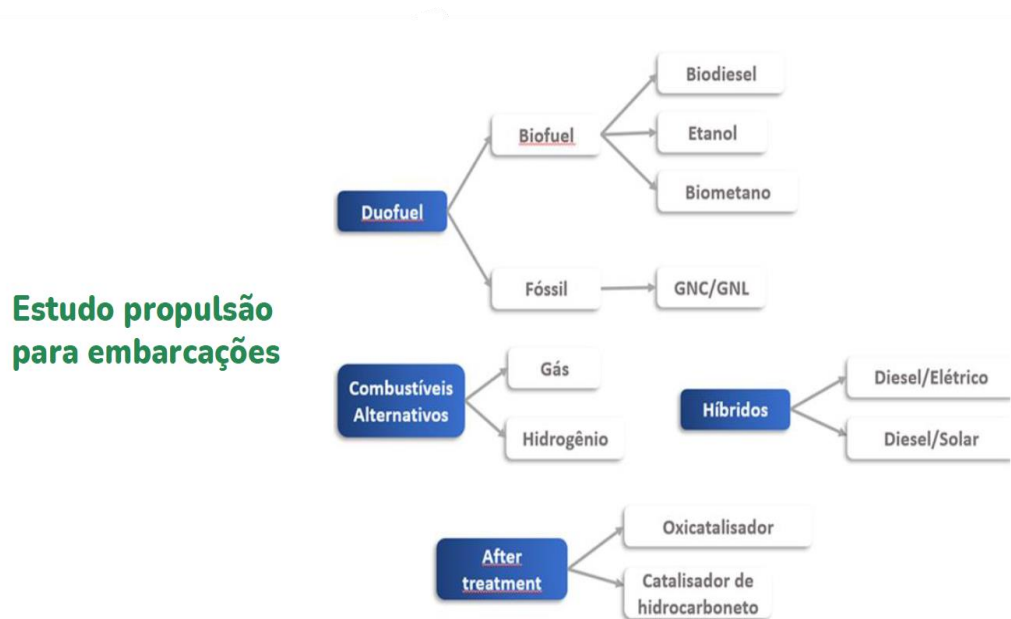 Estudo propulsão
para embarcações
Duofuel
Biofuel
Biodiesel
Etanol
Biometano
Fóssil
GNC/GNL
Combustíveis
Alternativos
Gás
Hidrogênio
Híbridos
Diesel/Elétrico
Diesel/Solar
After
treatment
Oxicatalisador
Catalisador de
hidrocarboneto